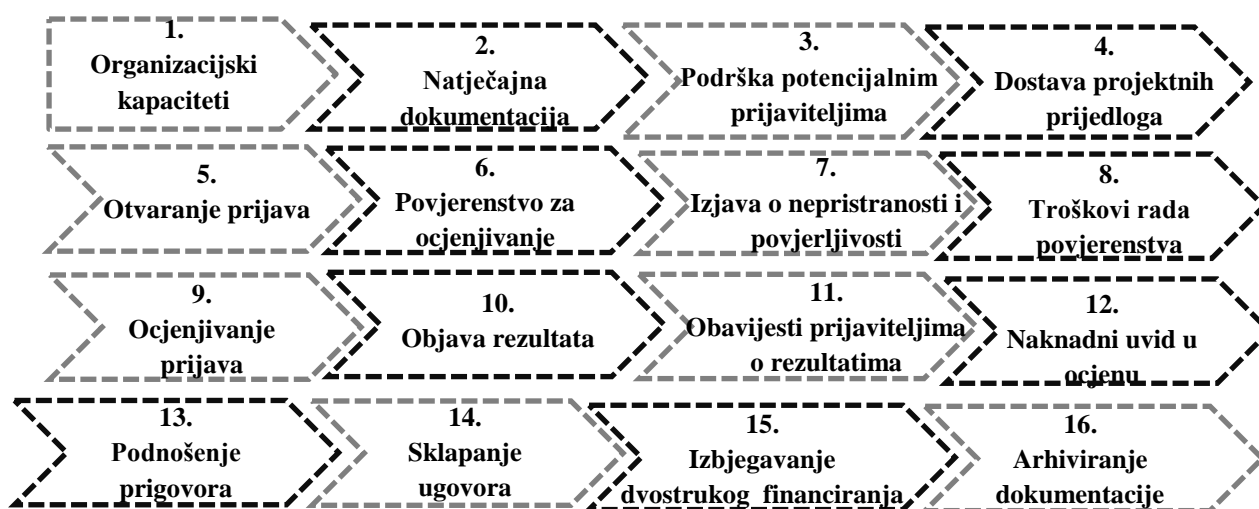 1.
Organizacijski
kapaciteti
2.
Natječajna
dokumentacija
3.
Podrška potencijalnim
prijaviteljima
4.
Dostava projektnih
prijedloga
5.
Otvaranje prijava
6.
Povjerenstvo za
ocjenjivanje
7.
Izjava o nepristranosti i
povjerljivosti
8.
Troškovi rada
povjerenstva
9.
Ocjenjivanje
prijava
10.
Objava rezultata
11.
Obavijesti prijaviteljima
o rezultatima
12.
Naknadni uvid u
ocjenu
13.
Podnošenje
prigovora
14.
Sklapanje
ugovora
15.
Izbjegavanje
dvostrukog financiranja
16.
Arhiviranje
dokumentacije